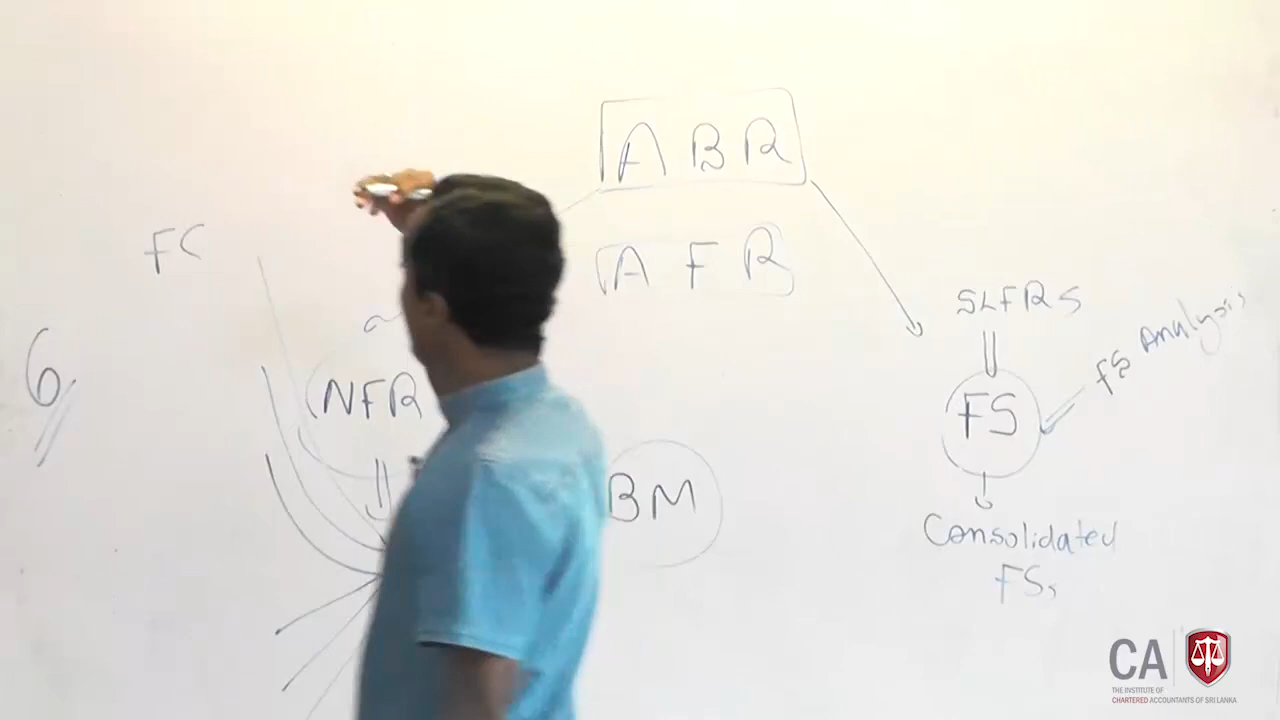 ABR
FC
AFR
SLFRS
FS Analysis
6
NFR
FS
BM
Consolidated
FSs
CA
THE INSTITUTE OF
CHARTERED ACCOUNTANTS OF SRI LANKA